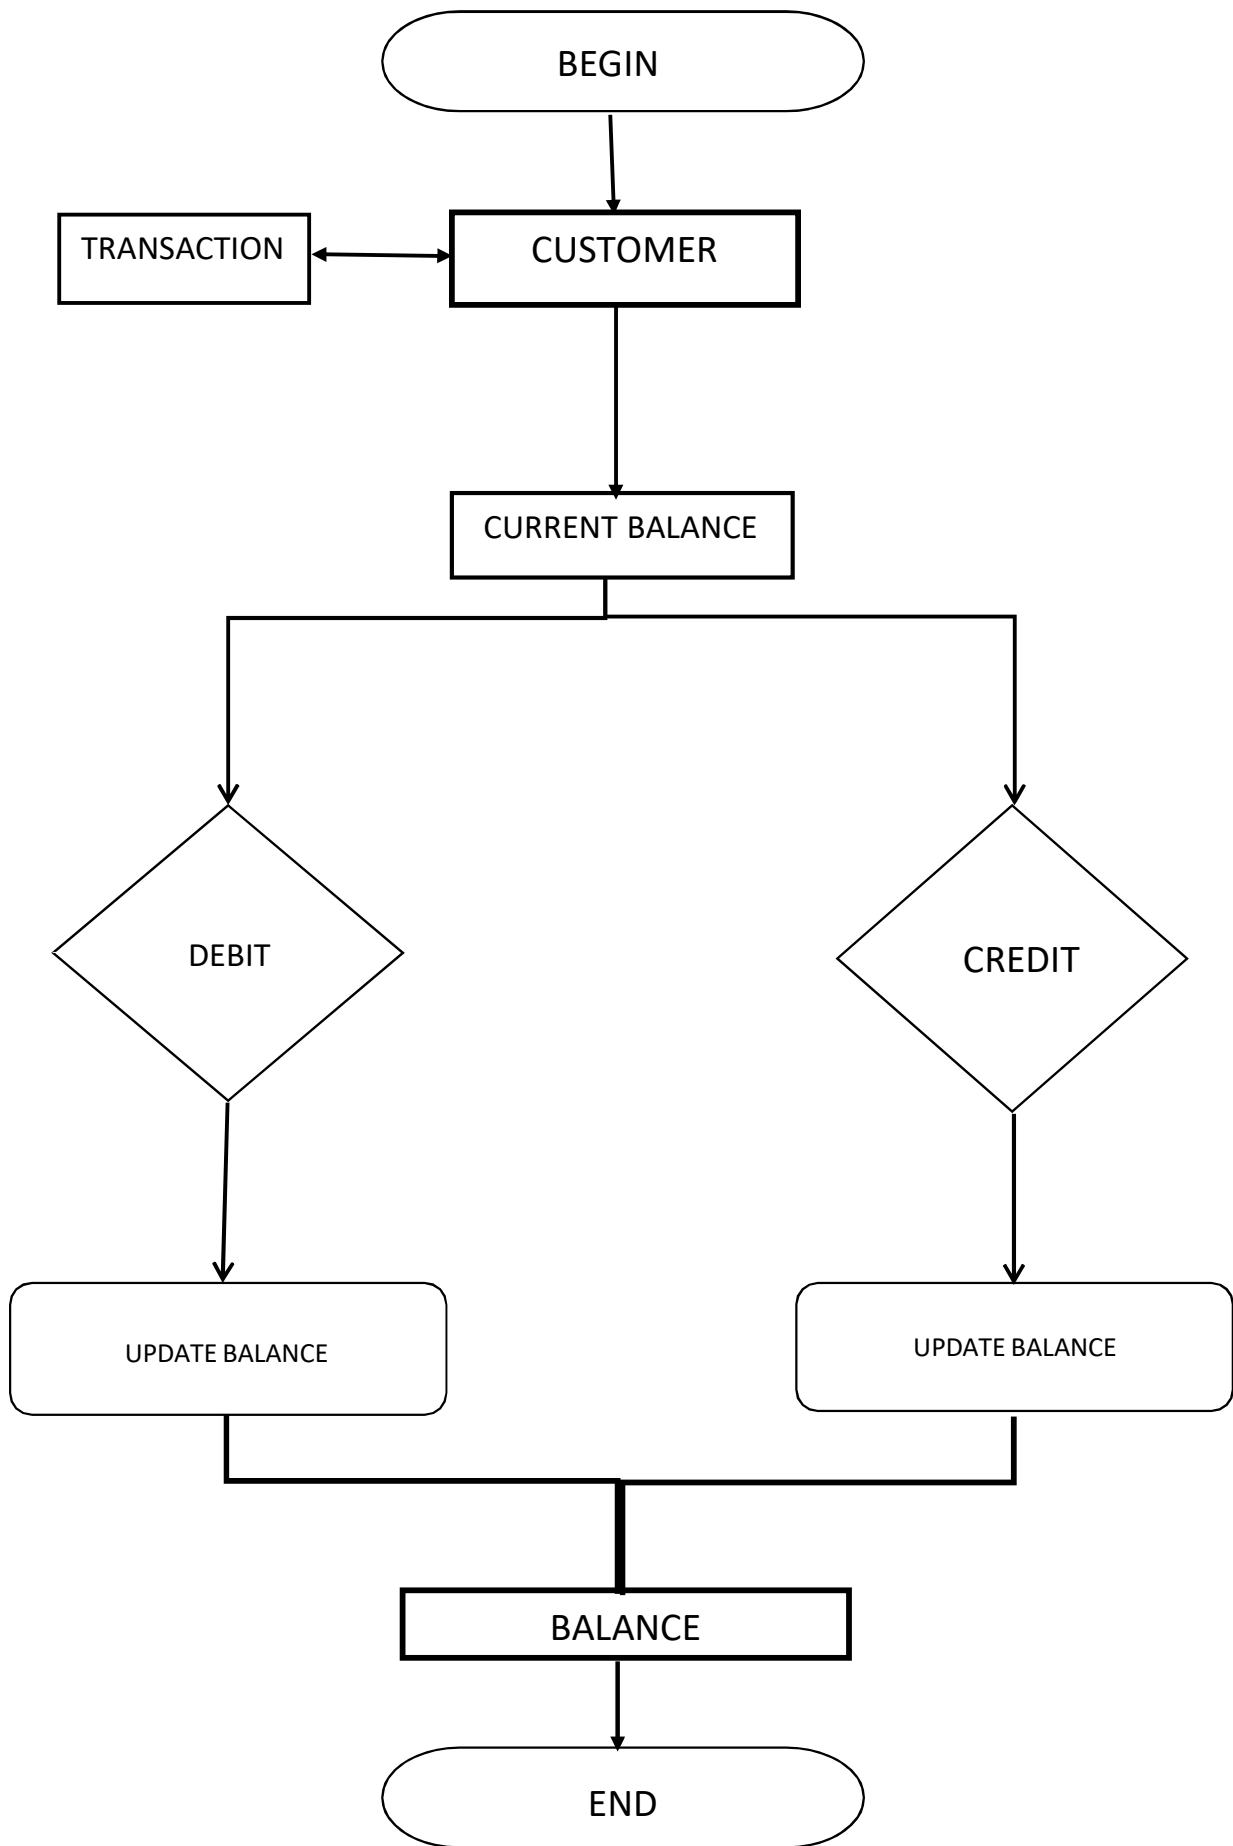 BEGIN
TRANSACTION
CUSTOMER
CURRENT BALANCE
DEBIT
CREDIT
UPDATE BALANCE
UPDATE BALANCE
BALANCE
END